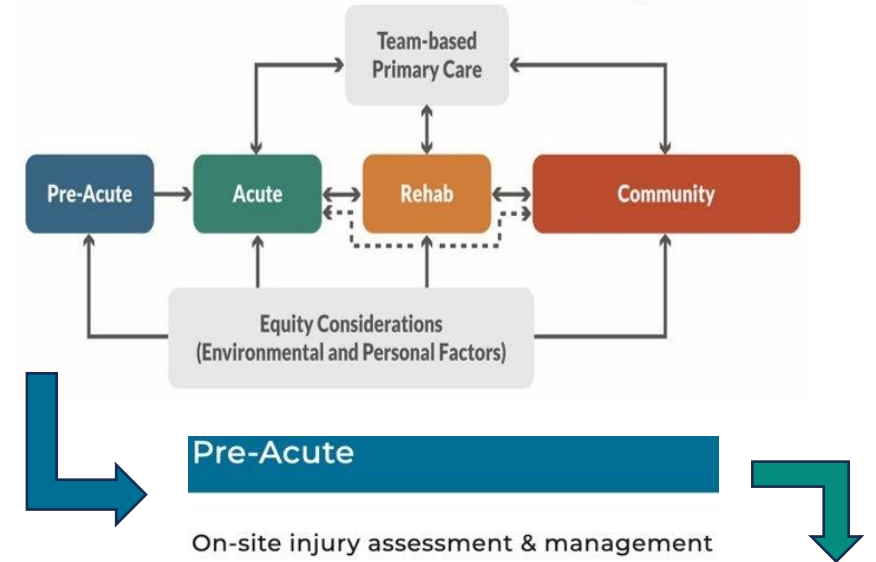 Team-based
Primary Care
Pre-Acute
Acute
Rehab
Community
Equity Considerations
(Environmental and Personal Factors)
Pre-Acute
On-site injury assessment & management